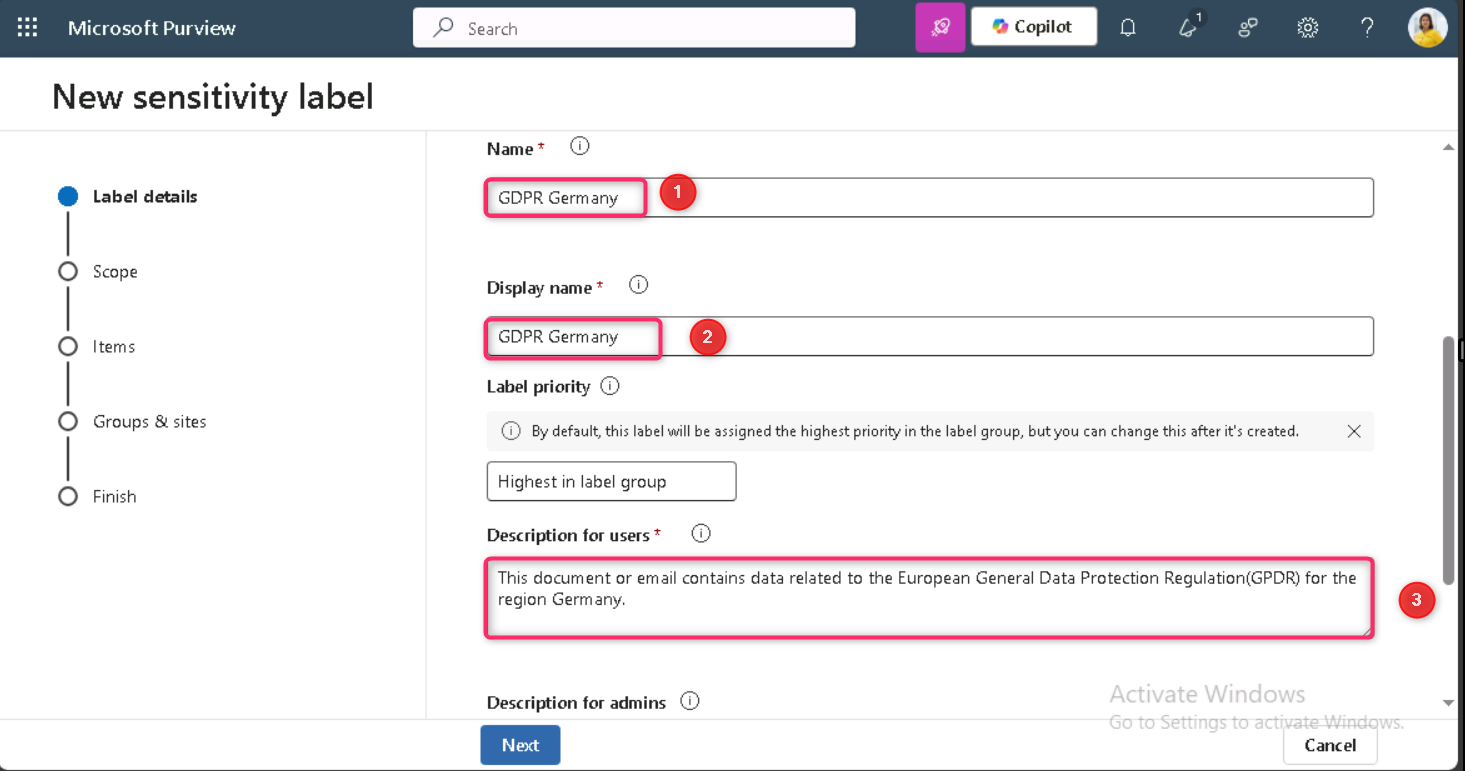 Microsoft Purview
Search
Copilot
1
New sensitivity label
Label details
Scope
Items
Groups & sites
Finish
Name *
GDPR Germany
1
Display name *
GDPR Germany
2
Label priority
By default, this label will be assigned the highest priority in the label group, but you can change this after it's created.
Highest in label group
Description for users *
This document or email contains data related to the European General Data Protection Regulation(GPDR) for the
region Germany.
3
Description for admins
Activate Windows
Go to Settings to activate Windows.
Next
Cancel